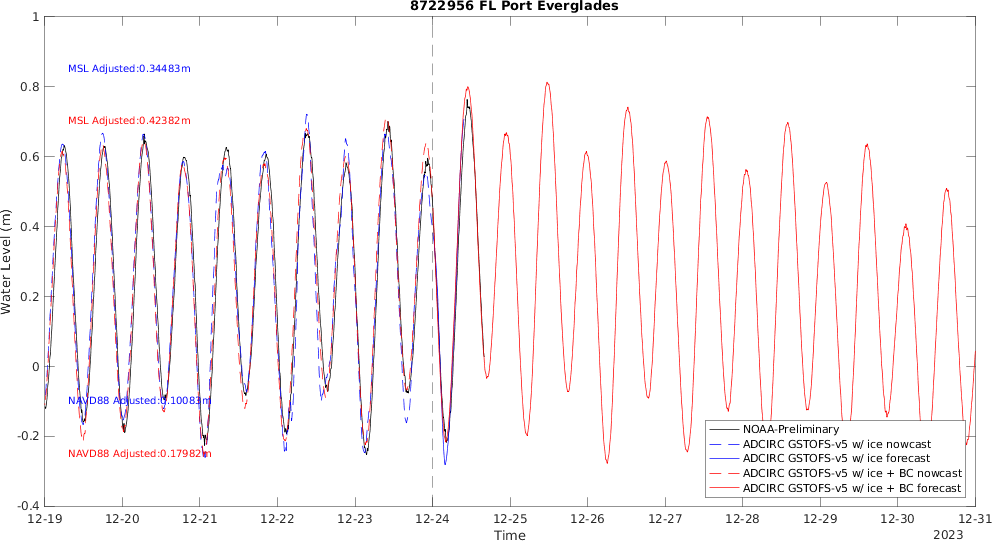 8722956 FL Port Everglades
1
0.8
0.6
0.4
0.2
0
-0.2
-0.4
Water Level (m)
MSL Adjusted:0.34483m
MSL Adjusted:0.42382m
NAVD88 Adjusted:0.10083m
NAVD88 Adjusted:0.17982m
NOAA-Preliminary
ADCIRC GSTOFS-v5 w/ ice nowcast
ADCIRC GSTOFS-v5 w/ ice forecast
ADCIRC GSTOFS-v5 w/ ice + BC nowcast
ADCIRC GSTOFS-v5 w/ ice + BC forecast
12-19 12-20 12-21 12-22 12-23 12-24 12-25 12-26 12-27 12-28 12-29 12-30 12-31
Time
2023